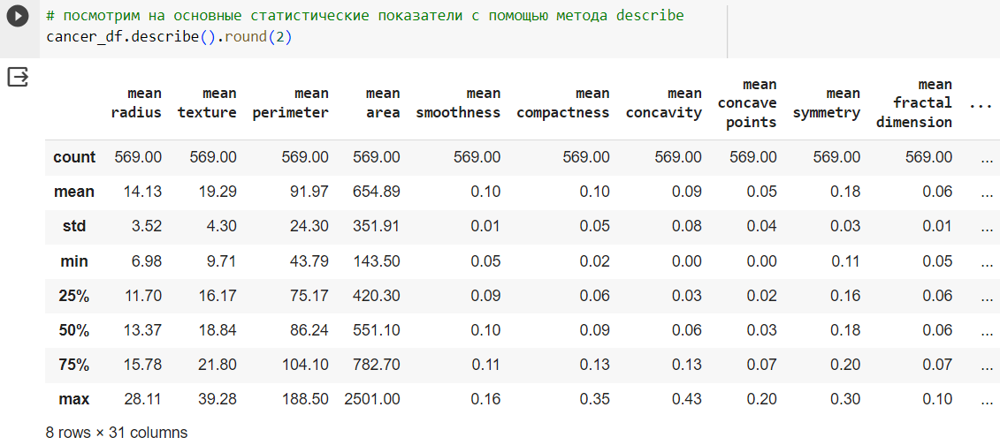 # посмотрим на основные статистические показатели с помощью метода describe
cancer_df.describe().round(2)
mean radius mean texture mean perimeter mean area mean smoothness mean compactness mean concavity mean concave points mean symmetry mean fractal dimension ...
count 569.00 569.00 569.00 569.00 569.00 569.00 569.00 569.00 569.00 569.00 ...
mean 14.13 19.29 91.97 654.89 0.10 0.10 0.09 0.05 0.18 0.06 ...
std 3.52 4.30 24.30 351.91 0.01 0.05 0.08 0.04 0.03 0.01 ...
min 6.98 9.71 43.79 143.50 0.05 0.02 0.00 0.00 0.11 0.05 ...
25% 11.70 16.17 75.17 420.30 0.09 0.06 0.03 0.02 0.16 0.06 ...
50% 13.37 18.84 86.24 551.10 0.10 0.09 0.06 0.03 0.18 0.06 ...
75% 15.78 21.80 104.10 782.70 0.11 0.13 0.13 0.07 0.20 0.07 ...
max 28.11 39.28 188.50 2501.00 0.16 0.35 0.43 0.20 0.30 0.10 ...
8 rows × 31 columns